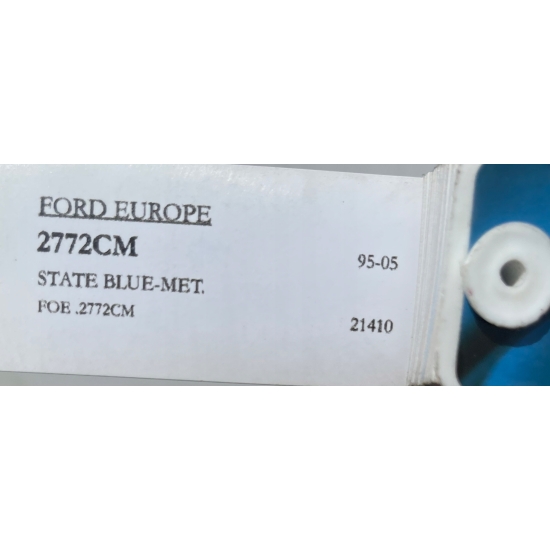 FORD EUROPE
2772CM
95-05
STATE BLUE-MET.
FOE .2772CM
21410